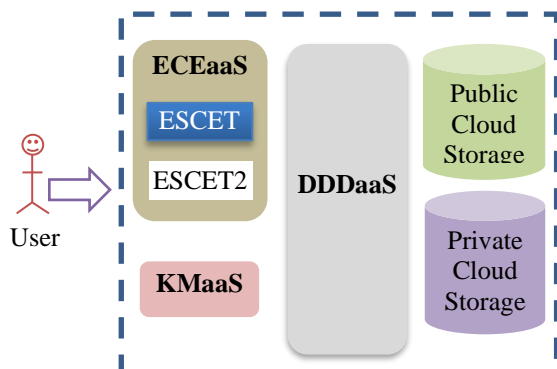 User
ECEaaS
ESCET
ESCET2
KMaaS
DDDaaS
Public
Cloud
Storage
Private
Cloud
Storage